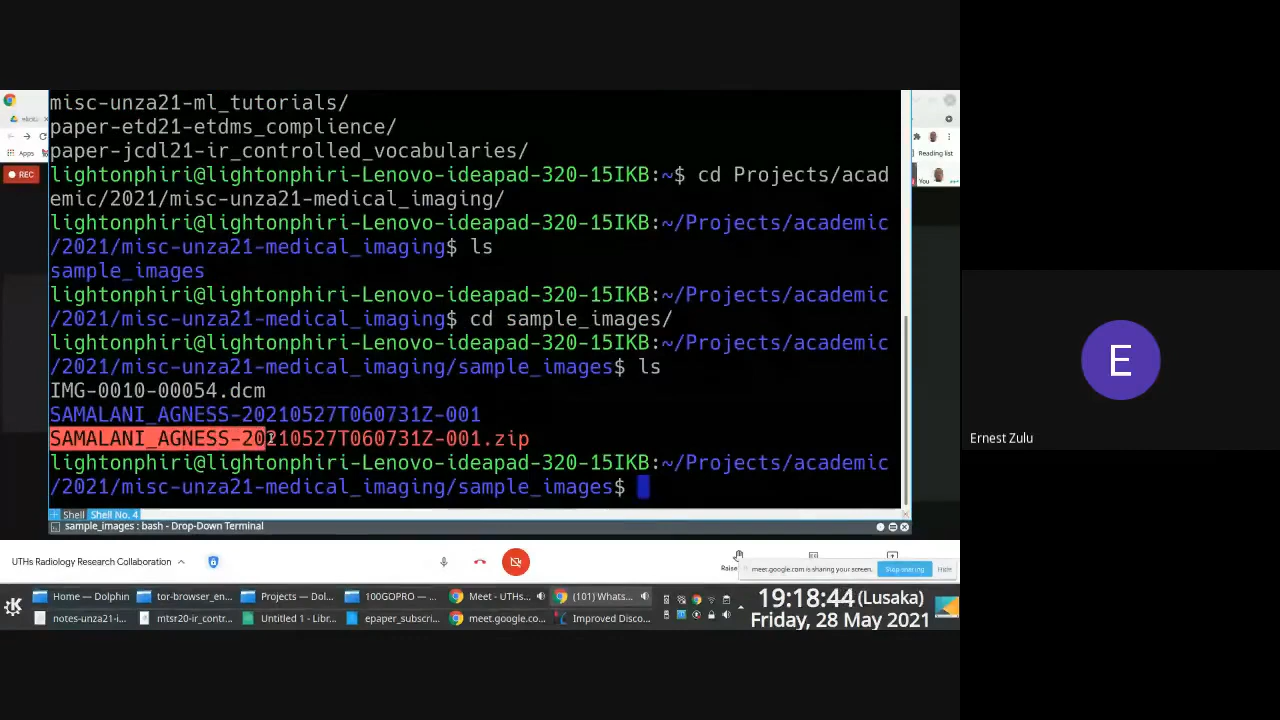 misc-unza21-ml_tutorials/
paper-etd21-etdms_complience/
paper-jcdl21-ir_controlled_vocabularies/
lightonphiri@lightonphiri-Lenovo-ideapad-320-15IKB:~$ cd Projects/acad
emic/2021/misc-unza21-medical_imaging/
lightonphiri@lightonphiri-Lenovo-ideapad-320-15IKB:~/Projects/academic
/2021/misc-unza21-medical_imaging$ ls
sample_images
lightonphiri@lightonphiri-Lenovo-ideapad-320-15IKB:~/Projects/academic
/2021/misc-unza21-medical_imaging$ cd sample_images/
lightonphiri@lightonphiri-Lenovo-ideapad-320-15IKB:~/Projects/academic
/2021/misc-unza21-medical_imaging/sample_images$ ls
IMG-0010-00054.dcm
SAMALANI_AGNESS-20210527T060731Z-001
SAMALANI_AGNESS-20210527T060731Z-001.zip
lightonphiri@lightonphiri-Lenovo-ideapad-320-15IKB:~/Projects/academic
/2021/misc-unza21-medical_imaging/sample_images$
Apps
REC
Reading list
You
Shell
Shell No. 4
sample_images : bash - Drop-Down Terminal
E
Ernest Zulu
UTHs Radiology Research Collaboration
Raise
meet.google.com is sharing your screen.
Stop sharing
Hide
Home — Dolphin
tor-browser_en...
Projects — Dol...
100GOPRO — ...
Meet - UTHs...
(101) Whats...
notes-unza21-i...
mtsr20-ir_contr...
Untitled 1 - Libr...
epaper_subscri...
meet.google.co...
Improved Disco...
19:18:44 (Lusaka)
Friday, 28 May 2021